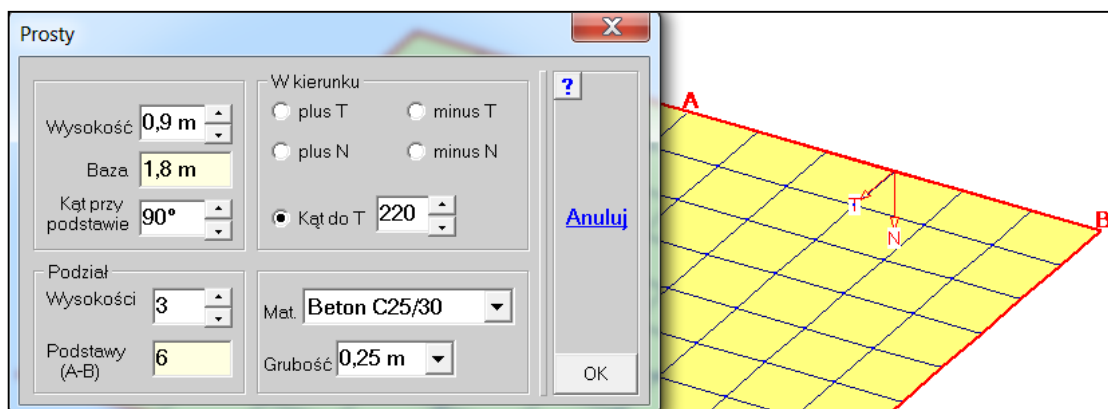 Prosty
Wysokość 0,9 m
Baza 1,8 m
Kąt przy
podstawie 90°
W kierunku
plus T minus T
plus N minus N
Kąt do T 220
Podział
Wysokości 3
Podstawy
(A-B) 6
Mat. Beton C25/30
Grubość 0,25 m
?
Anuluj
OK
A
T
N
B